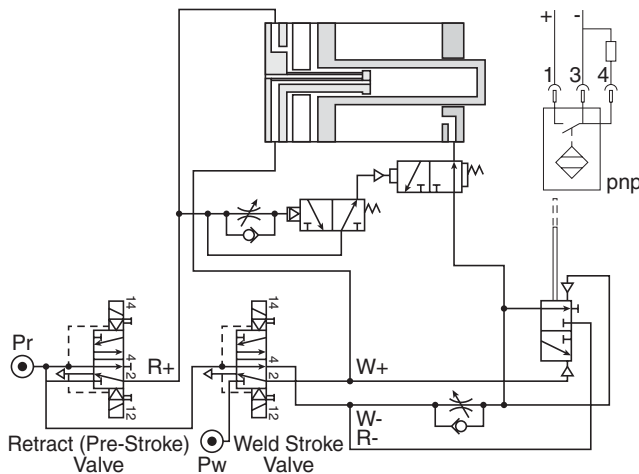 + -
1 3 4
pnp
14
14
Pr
R+
4
2
4
2
W+
12
12
W-
R-
Retract (Pre-Stroke)
Valve
Pw
Weld Stroke
Valve